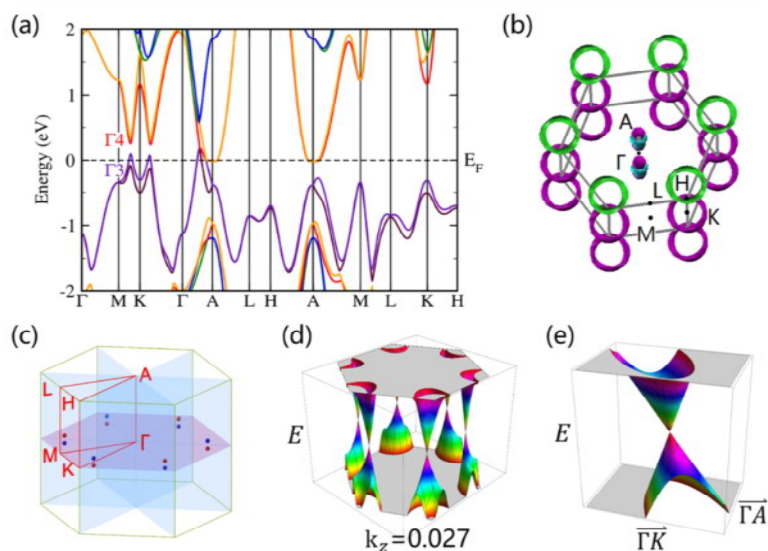 (a)
Energy (eV)
2
1
0
-1
-2
Γ4
Γ3
E_F
Γ M K Γ A L H A M L K H
(b)
A
Γ
L
H
M
K
(c)
A
L
H
Γ
M
K
(d)
E
k_z=0.027
(e)
E
ΓK
ΓA